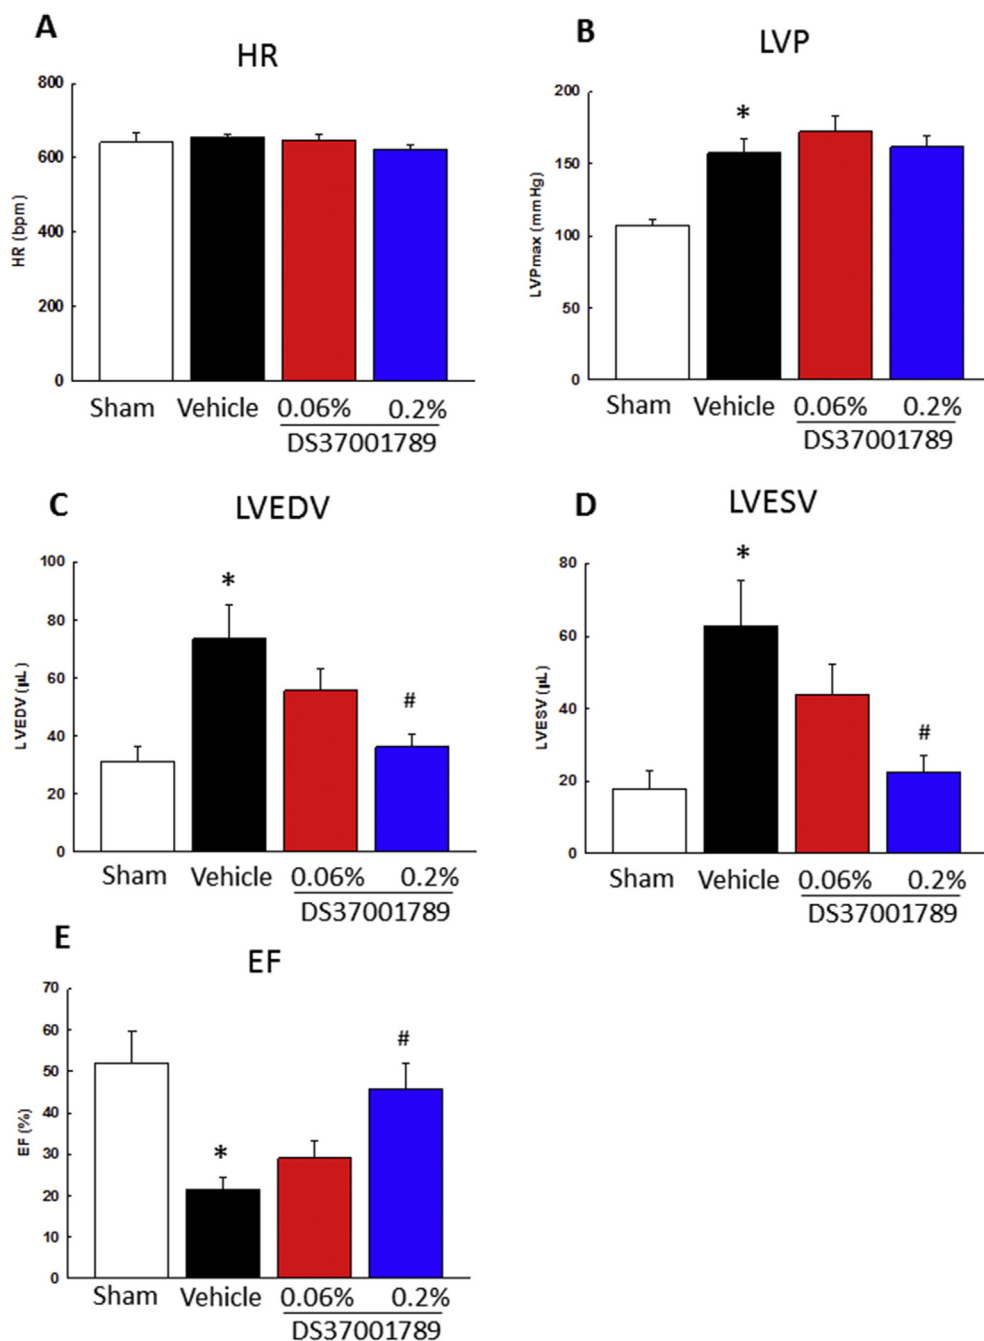 A
HR
HR (bpm)
800
600
400
200
0
Sham Vehicle 0.06% 0.2%
DS37001789
B
LVP
LVPmax (mmHg)
200
150
100
50
0
*
Sham Vehicle 0.06% 0.2%
DS37001789
C
LVEDV
LVEDV (µL)
100
80
60
40
20
0
*
#
Sham Vehicle 0.06% 0.2%
DS37001789
D
LVESV
LVESV (µL)
80
60
40
20
0
*
#
Sham Vehicle 0.06% 0.2%
DS37001789
E
EF
EF (%)
70
60
50
40
30
20
10
0
*
#
Sham Vehicle 0.06% 0.2%
DS37001789